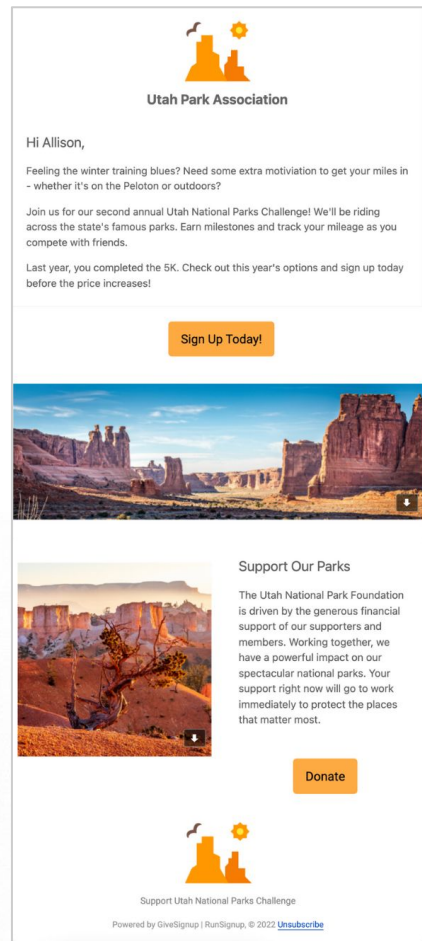 Utah Park Association
Hi Allison,
Feeling the winter training blues? Need some extra motiviation to get your miles in
- whether it's on the Peloton or outdoors?
Join us for our second annual Utah National Parks Challenge! We'll be riding
across the state's famous parks. Earn milestones and track your mileage as you
compete with friends.
Last year, you completed the 5K. Check out this year's options and sign up today
before the price increases!
Sign Up Today!
Support Our Parks
The Utah National Park Foundation
is driven by the generous financial
support of our supporters and
members. Working together, we
have a powerful impact on our
spectacular national parks. Your
support right now will go to work
immediately to protect the places
that matter most.
Donate
Support Utah National Parks Challenge
Powered by GiveSignup | RunSignup, © 2022 Unsubscribe